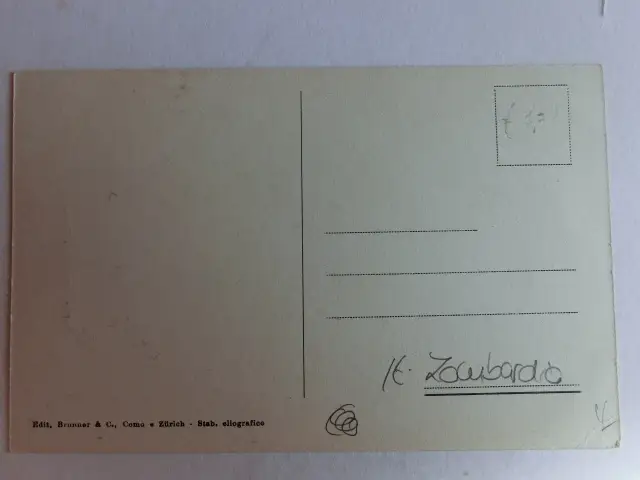 It. Lombardia
Edit. Brunner & C., Como e Zürich - Stab. eliografico